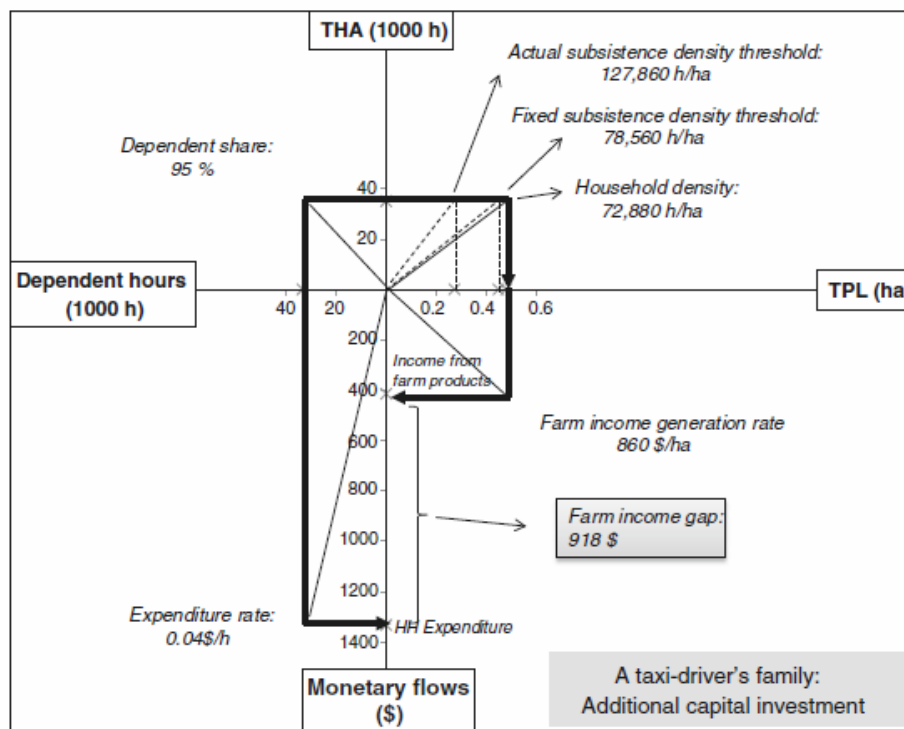 THA (1000 h)
Actual subsistence density threshold:
127,860 h/ha
Fixed subsistence density threshold:
78,560 h/ha
Dependent share:
95 %
Household density:
72,880 h/ha
40
20
Dependent hours
(1000 h)
TPL (ha
40 20 0.2 0.4 0.6
200
Income from
farm products
400
Farm income generation rate
860 $/ha
600
800
Farm income gap:
918 $
1000
1200
Expenditure rate:
0.04$/h
HH Expenditure
1400
Monetary flows
($)
A taxi-driver's family:
Additional capital investment